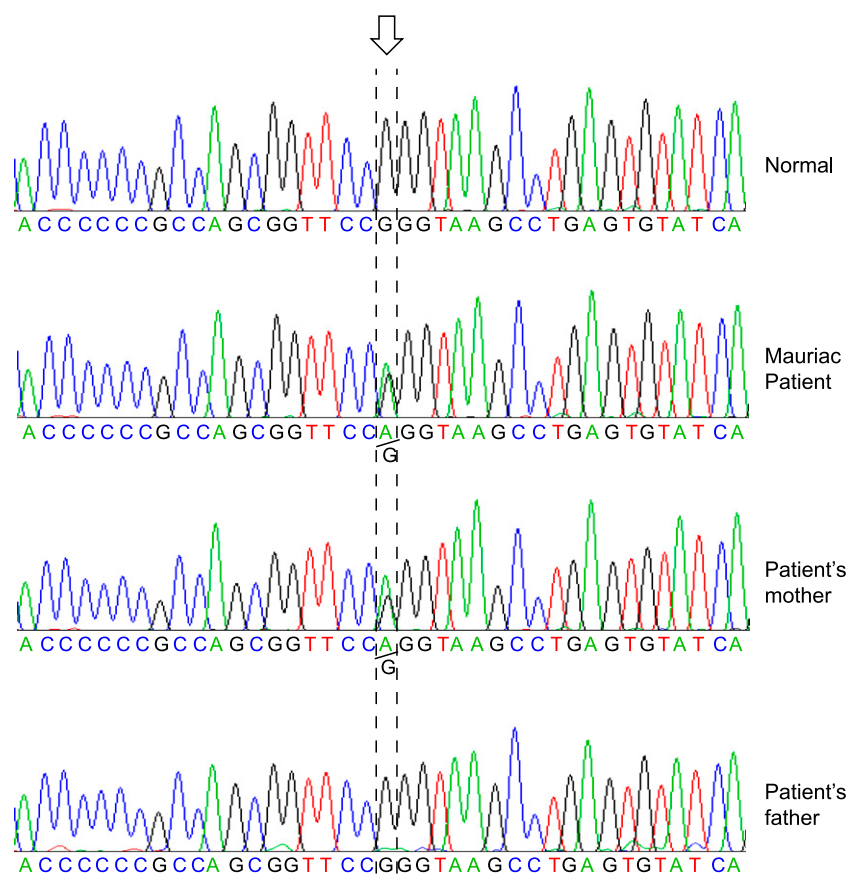 ACCCCCCGCCAGCGGTTCCGGGTAAGCCTGAGTGTATCA
Normal
ACCCCCCGCCAGCGGTTCCAGGTAAGCCTGAGTGTATCA
G
Mauriac
Patient
ACCCCCCGCCAGCGGTTCCAGGTAAGCCTGAGTGTATCA
G
Patient's
mother
ACCCCCCGCCAGCGGTTCCGGGTAAGCCTGAGTGTATCA
Patient's
father